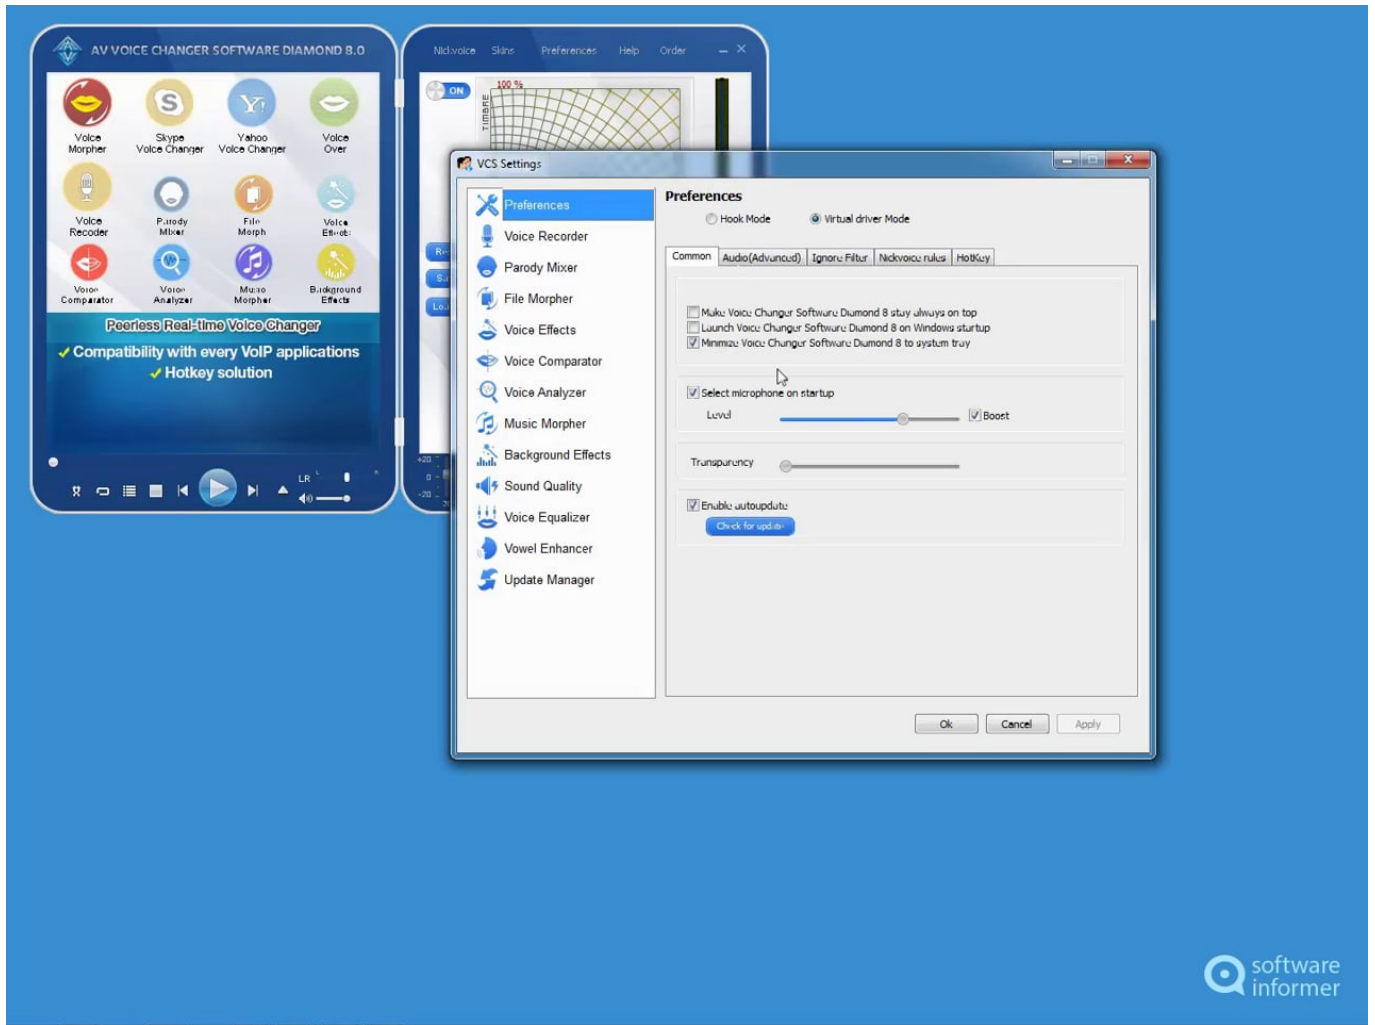 AV VOICE CHANGER SOFTWARE DIAMOND 8.0
Voice Morpher
Skype Voice Changer
Yahoo Voice Changer
Voice Over
Voice Recoder
Parody Mixer
File Morph
Voice Effect:
Voice Comparator
Voice Analyzer
Music Morpher
Background Effects
Peerless Real-time Voice Changer
Compatibility with every VoIP applications
Hotkey solution
LR
Nickvoice Skins Preferences Help Order
ON
100 %
TIMBRE
+20
0
-20
VCS Settings
Preferences
Voice Recorder
Parody Mixer
File Morpher
Voice Effects
Voice Comparator
Voice Analyzer
Music Morpher
Background Effects
Sound Quality
Voice Equalizer
Vowel Enhancer
Update Manager
Preferences
Hook Mode Virtual driver Mode
Common Audio(Advanced) Ignore Filter Nickvoice rules HotKey
Make Voice Changer Software Diamond 8 stay always on top
Launch Voice Changer Software Diamond 8 on Windows startup
Minimize Voice Changer Software Diamond 8 to system tray
Select microphone on startup
Level Boost
Transparency
Enable autoupdate
Check for update
Ok Cancel Apply
software
informer